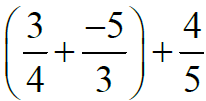 (3/4 + -5/3) + 4/5